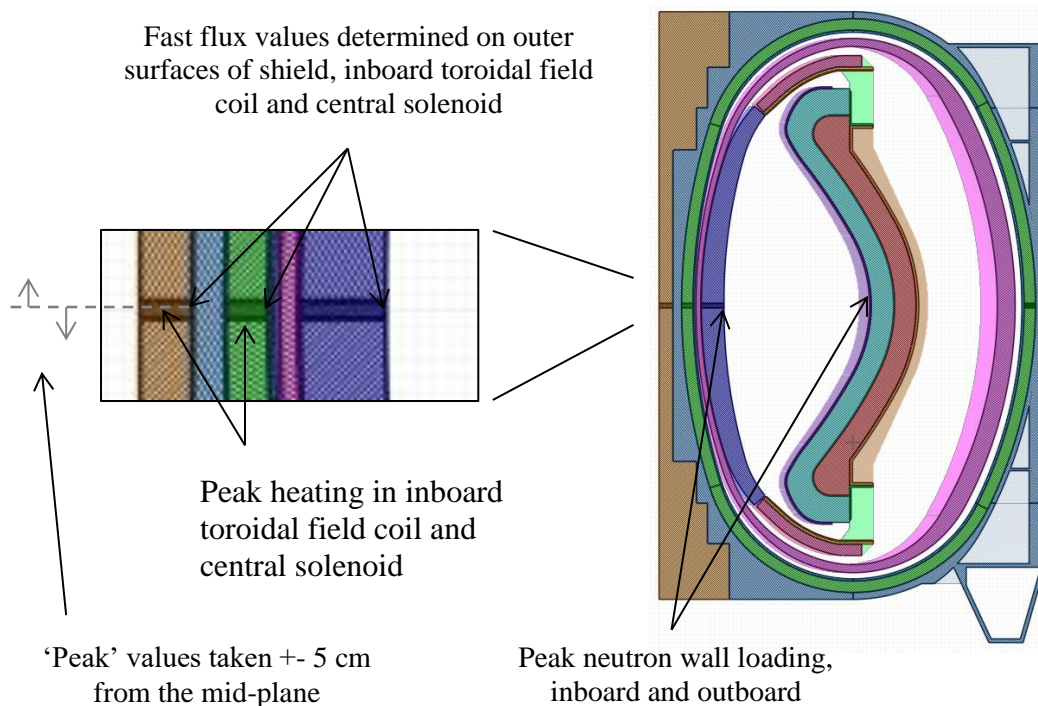 Fast flux values determined on outer
surfaces of shield, inboard toroidal field
coil and central solenoid
Peak heating in inboard
toroidal field coil and
central solenoid
‘Peak’ values taken +- 5 cm
from the mid-plane
Peak neutron wall loading,
inboard and outboard